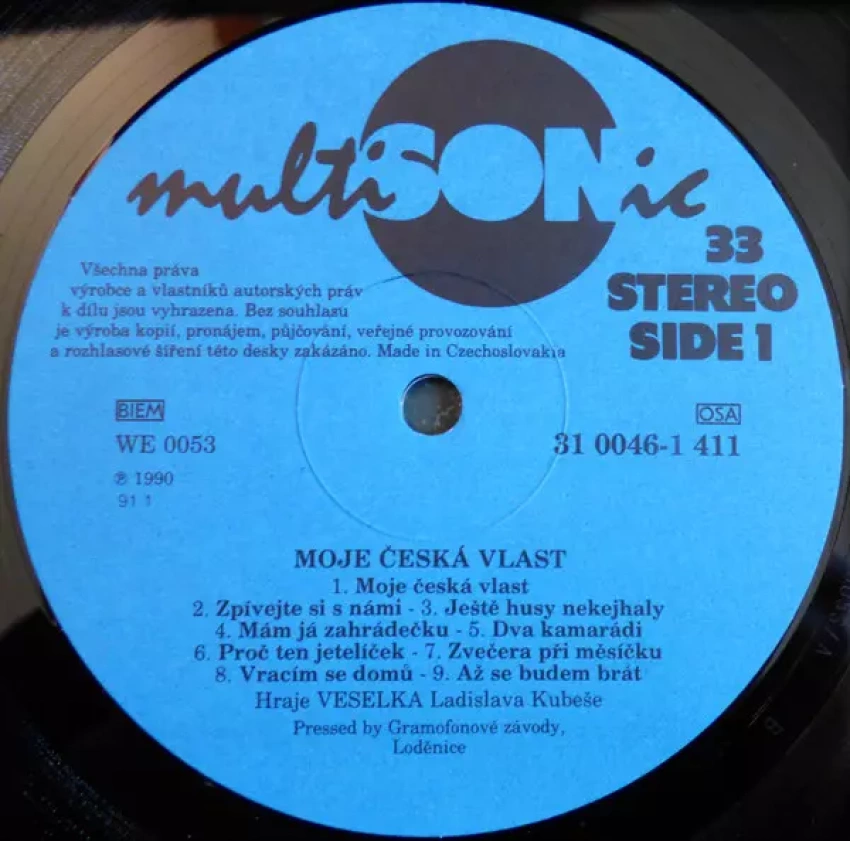 multiSONic
33
STEREO
SIDE 1
Všechna práva
výrobce a vlastníků autorských práv
k dílu jsou vyhrazena. Bez souhlasu
je výroba kopií, pronájem, půjčování, veřejné provozování
a rozhlasové šíření této desky zakázáno. Made in Czechoslovakia
BIEM
OSA
WE 0053
31 0046-1 411
℗ 1990
91 1
MOJE ČESKÁ VLAST
1. Moje česká vlast
2. Zpívejte si s námi - 3. Ještě husy nekejhaly
4. Mám já zahrádečku - 5. Dva kamarádi
6. Proč ten jetelíček - 7. Zvečera při měsíčku
8. Vracím se domů - 9. Až se budem brát
Hraje VESELKA Ladislava Kubeše
Pressed by Gramofonové závody,
Loděnice